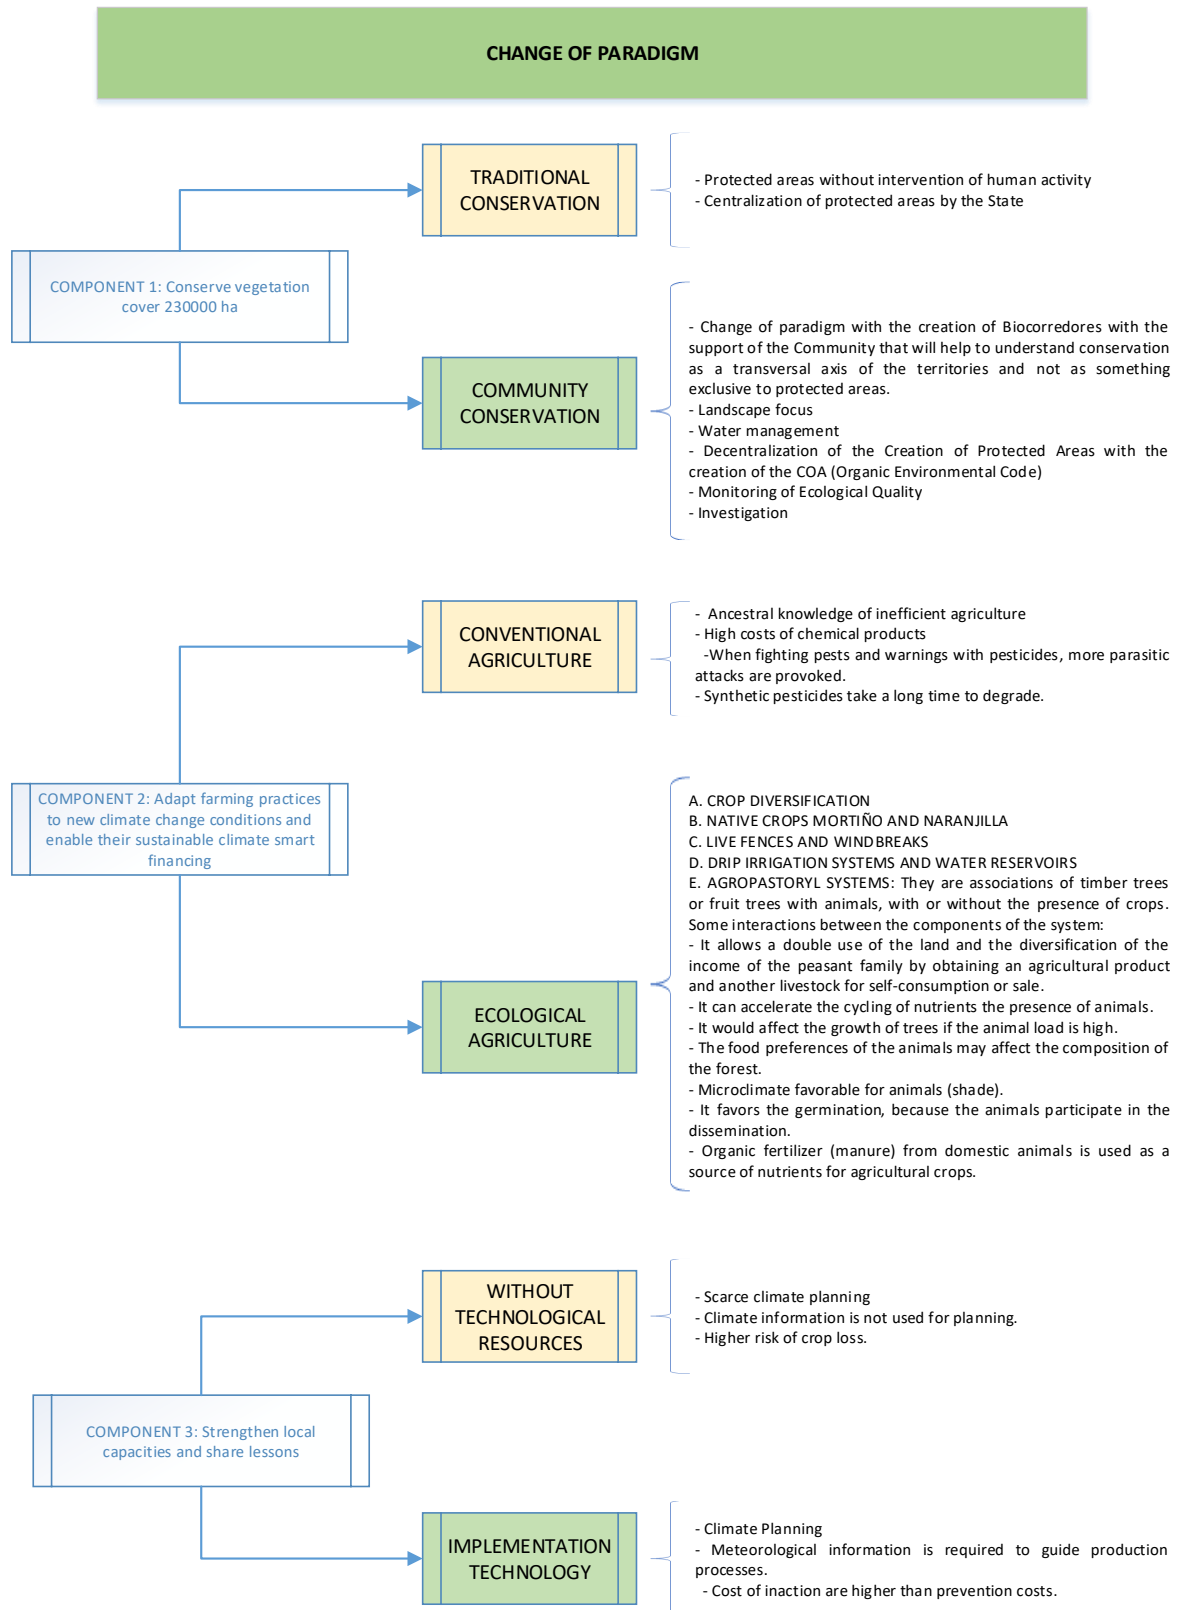 CHANGE OF PARADIGM
TRADITIONAL
CONSERVATION
- Protected areas without intervention of human activity
- Centralization of protected areas by the State
COMPONENT 1: Conserve vegetation
cover 230000 ha
COMMUNITY
CONSERVATION
- Change of paradigm with the creation of Biocorredores with the
support of the Community that will help to understand conservation
as a transversal axis of the territories and not as something
exclusive to protected areas.
- Landscape focus
- Water management
- Decentralization of the Creation of Protected Areas with the
creation of the COA (Organic Environmental Code)
- Monitoring of Ecological Quality
- Investigation
CONVENTIONAL
AGRICULTURE
- Ancestral knowledge of inefficient agriculture
- High costs of chemical products
-When fighting pests and warnings with pesticides, more parasitic
attacks are provoked.
- Synthetic pesticides take a long time to degrade.
COMPONENT 2: Adapt farming practices
to new climate change conditions and
enable their sustainable climate smart
financing
ECOLOGICAL
AGRICULTURE
A. CROP DIVERSIFICATION
B. NATIVE CROPS MORTIÑO AND NARANJILLA
C. LIVE FENCES AND WINDBREAKS
D. DRIP IRRIGATION SYSTEMS AND WATER RESERVOIRS
E. AGROPASTORYL SYSTEMS: They are associations of timber trees
or fruit trees with animals, with or without the presence of crops.
Some interactions between the components of the system:
- It allows a double use of the land and the diversification of the
income of the peasant family by obtaining an agricultural product
and another livestock for self-consumption or sale.
- It can accelerate the cycling of nutrients the presence of animals.
- It would affect the growth of trees if the animal load is high.
- The food preferences of the animals may affect the composition of
the forest.
- Microclimate favorable for animals (shade).
- It favors the germination, because the animals participate in the
dissemination.
- Organic fertilizer (manure) from domestic animals is used as a
source of nutrients for agricultural crops.
WITHOUT
TECHNOLOGICAL
RESOURCES
- Scarce climate planning
- Climate information is not used for planning.
- Higher risk of crop loss.
COMPONENT 3: Strengthen local
capacities and share lessons
IMPLEMENTATION
TECHNOLOGY
- Climate Planning
- Meteorological information is required to guide production
processes.
- Cost of inaction are higher than prevention costs.